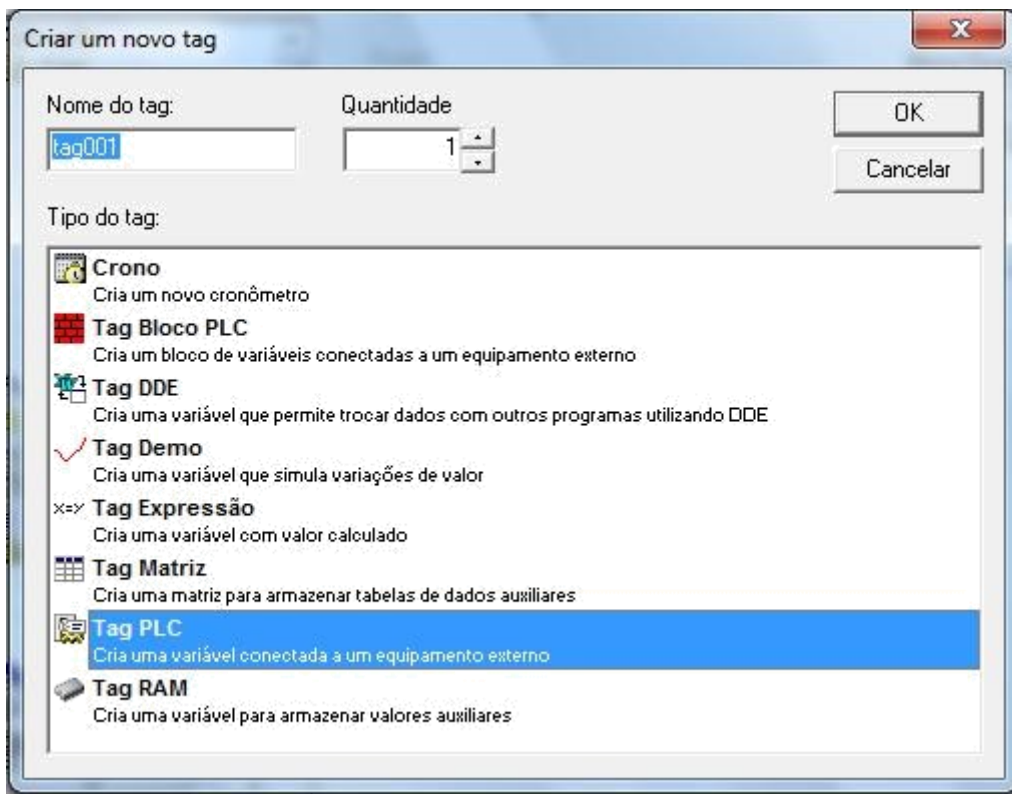 Criar um novo tag
Nome do tag: Quantidade
OK
tag001 1
Cancelar
Tipo do tag:
Crono
Cria um novo cronômetro
Tag Bloco PLC
Cria um bloco de variáveis conectadas a um equipamento externo
Tag DDE
Cria uma variável que permite trocar dados com outros programas utilizando DDE
Tag Demo
Cria uma variável que simula variações de valor
X=Y Tag Expressão
Cria uma variável com valor calculado
Tag Matriz
Cria uma matriz para armazenar tabelas de dados auxiliares
Tag PLC
Cria uma variável conectada a um equipamento externo
Tag RAM
Cria uma variável para armazenar valores auxiliares